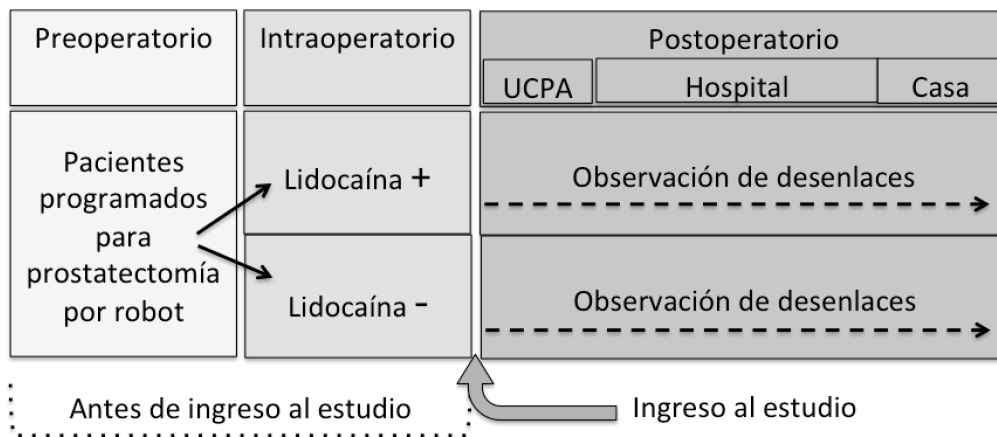 Preoperatorio
Intraoperatorio
Postoperatorio
UCPA
Hospital
Casa
Pacientes
programados
para
prostatectomía
por robot
Lidocaína +
Observación de desenlaces
Lidocaína -
Observación de desenlaces
Antes de ingreso al estudio
Ingreso al estudio